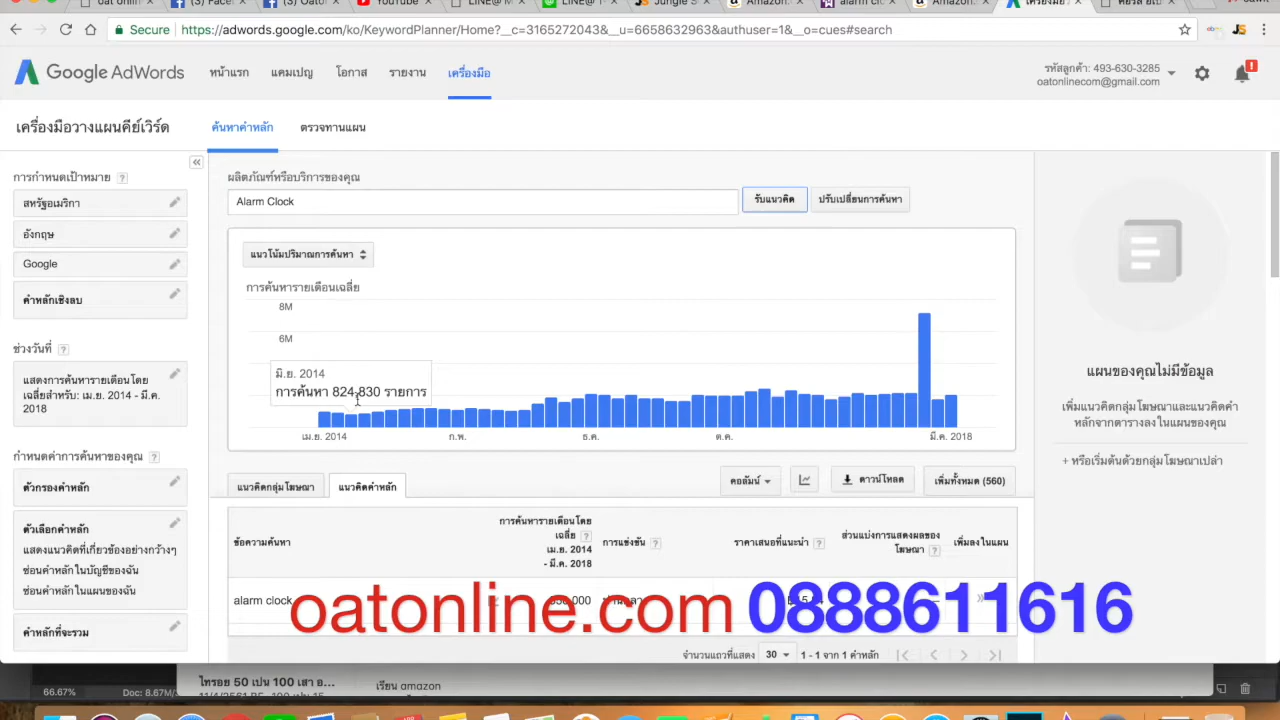 Secure https://adwords.google.com/ko/KeywordPlanner/Home?__c=3165272043&__u=6658632963&authuser=1&__o=cues#search
Google AdWords หน้าแรก แคมเปญ โอกาส รายงาน เครื่องมือ
รหัสลูกค้า: 493-630-3285
oatonlinecom@gmail.com
1
เครื่องมือวางแผนคีย์เวิร์ด ค้นหาคำหลัก ตรวจทานแผน
การกำหนดเป้าหมาย ?
สหรัฐอเมริกา
อังกฤษ
Google
คำหลักเชิงลบ
ช่วงวันที่ ?
แสดงการค้นหารายเดือนโดย
เฉลี่ยสำหรับ: เม.ย. 2014 - มี.ค.
2018
กำหนดค่าการค้นหาของคุณ ?
ตัวกรองคำหลัก
ตัวเลือกคำหลัก
แสดงแนวคิดที่เกี่ยวข้องอย่างกว้างๆ
ซ่อนคำหลักในบัญชีของฉัน
ซ่อนคำหลักในแผนของฉัน
คำหลักที่จะรวม
ผลิตภัณฑ์หรือบริการของคุณ
Alarm Clock รับแนวคิด ปรับเปลี่ยนการค้นหา
แนวโน้มปริมาณการค้นหา
การค้นหารายเดือนเฉลี่ย
8M
6M
มิ.ย. 2014
การค้นหา 824,830 รายการ
เม.ย. 2014 ก.พ. ธ.ค. ต.ค. มี.ค. 2018
แนวคิดกลุ่มโฆษณา แนวคิดคำหลัก คอลัมน์ ดาวน์โหลด เพิ่มทั้งหมด (560)
ข้อความค้นหา
การค้นหารายเดือนโดย
เฉลี่ย ?
เม.ย. 2014
- มี.ค. 2018
การแข่งขัน ?
ราคาเสนอที่แนะนำ ?
ส่วนแบ่งการแสดงผลของ
โฆษณา ?
เพิ่มลงในแผน
alarm clock
oatonline.com 0888611616
จำนวนแถวที่แสดง 30 1 - 1 จาก 1 คำหลัก
แผนของคุณไม่มีข้อมูล
เพิ่มแนวคิดกลุ่มโฆษณาและแนวคิดคำ
หลักจากตารางลงในแผนของคุณ
+ หรือเริ่มต้นด้วยกลุ่มโฆษณาเปล่า
66.67% Doc: 8.67M/
ไทรอย 50 เปน 100 เสา อ...
เรียน amazon